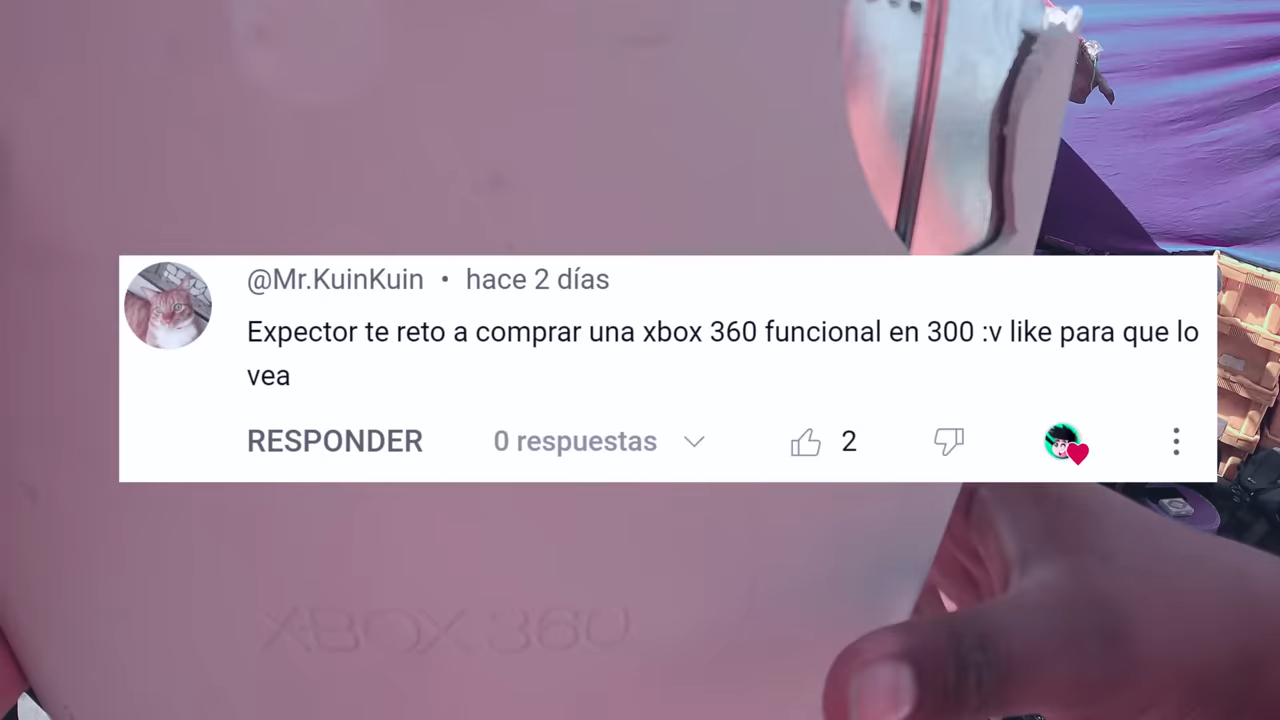 @Mr.KuinKuin • hace 2 días
Expector te reto a comprar una xbox 360 funcional en 300 :v like para que lo
vea
RESPONDER 0 respuestas 2
XBOX 360